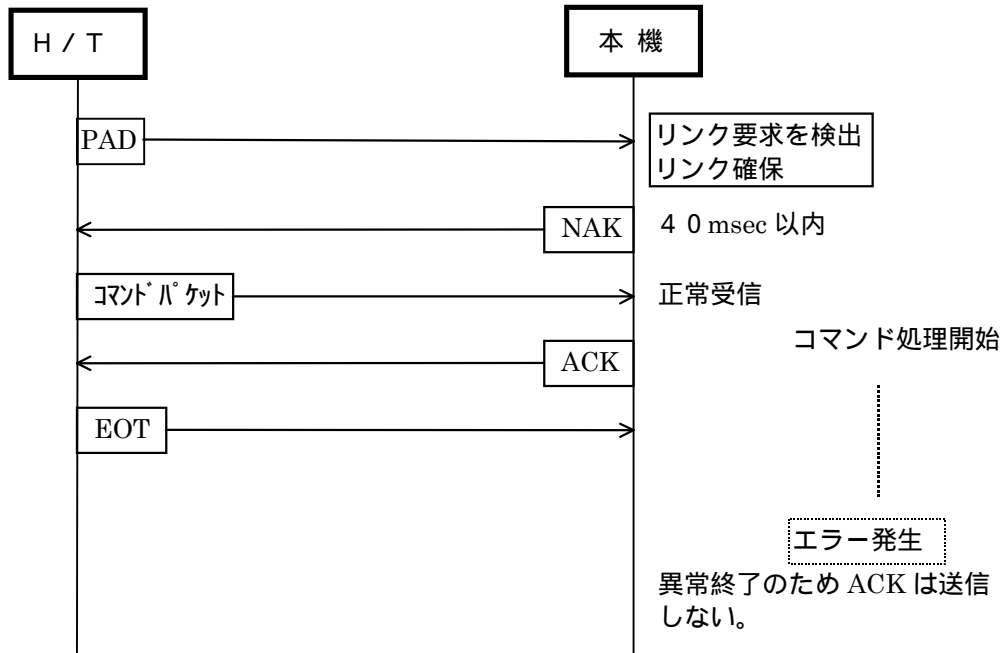 Ｈ／Ｔ
本 機
PAD
リンク要求を検出
リンク確保
NAK
４０msec 以内
ｺﾏﾝﾄﾞﾊﾟｹｯﾄ
正常受信
コマンド処理開始
ACK
EOT
エラー発生
異常終了のため ACK は送信
しない。